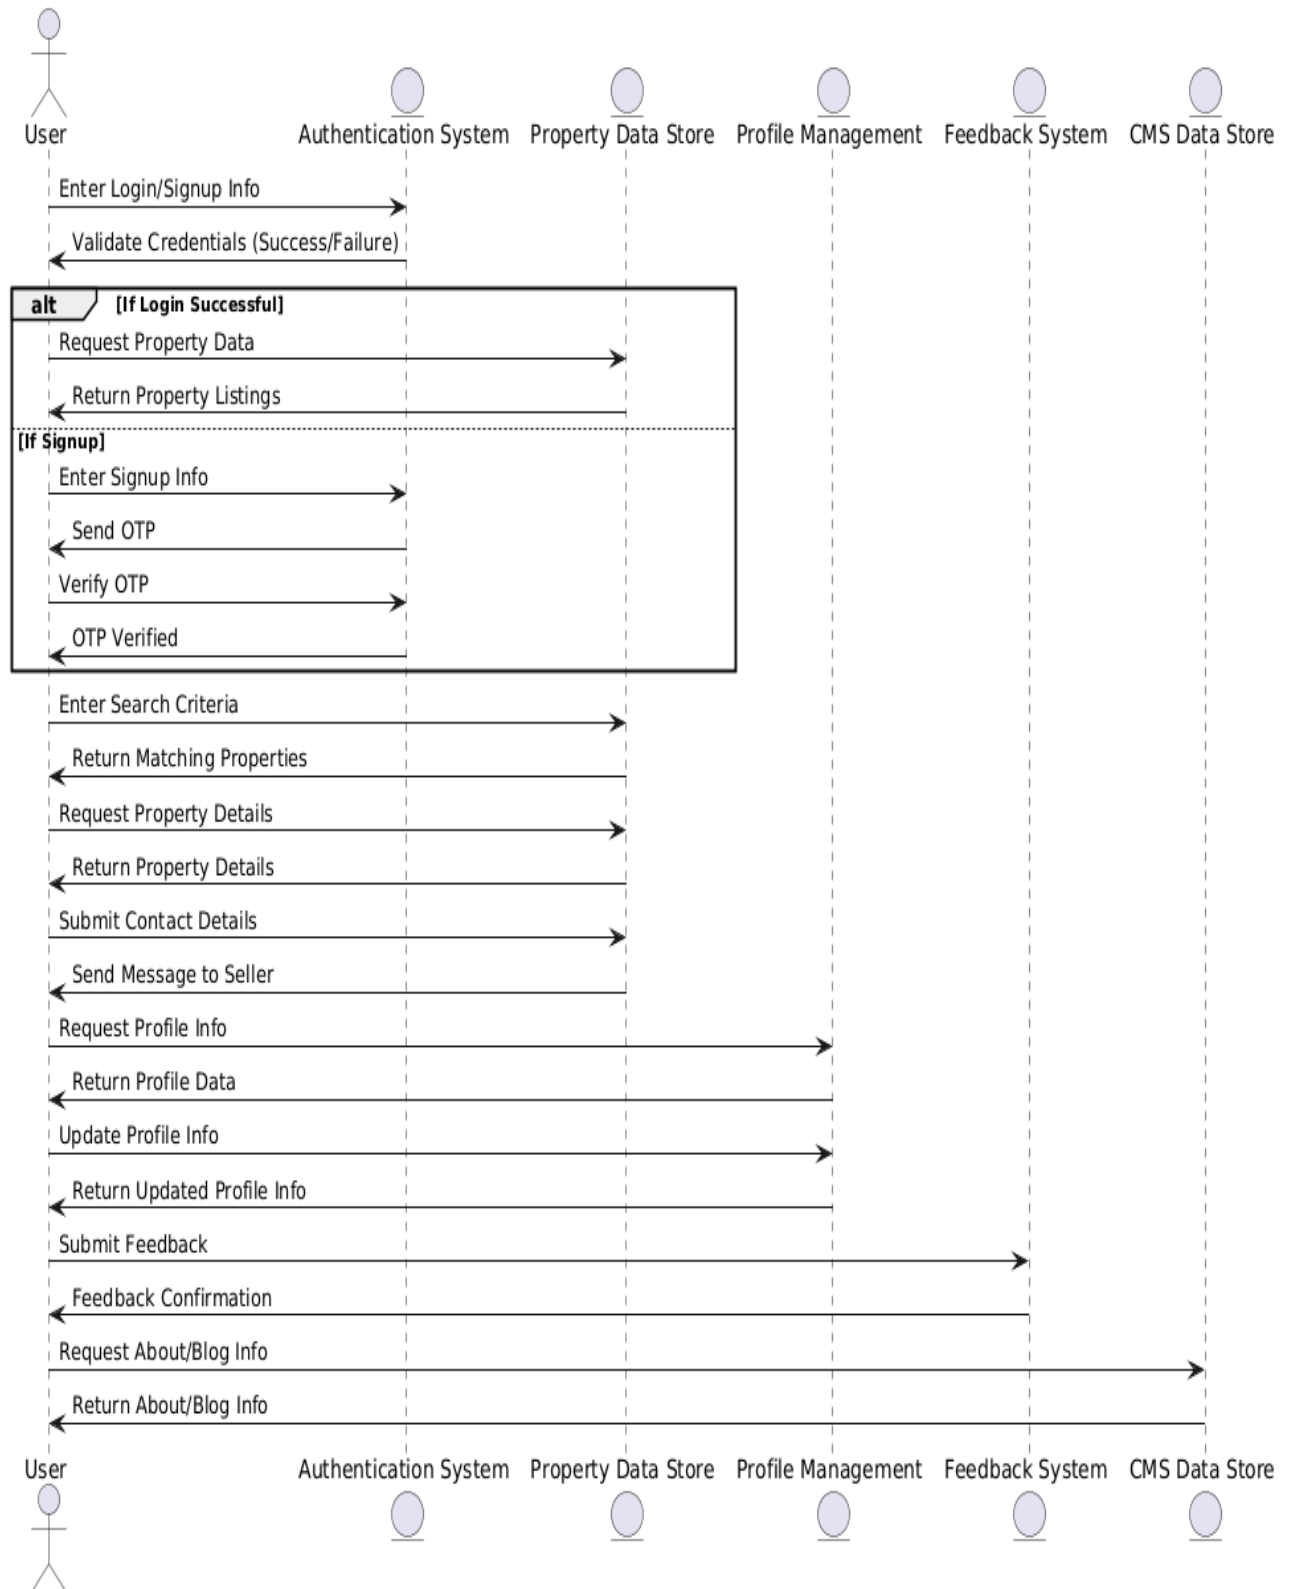 User Authentication System Property Data Store Profile Management Feedback System CMS Data Store
Enter Login/Signup Info
Validate Credentials (Success/Failure)
alt [If Login Successful]
Request Property Data
Return Property Listings
[If Signup]
Enter Signup Info
Send OTP
Verify OTP
OTP Verified
Enter Search Criteria
Return Matching Properties
Request Property Details
Return Property Details
Submit Contact Details
Send Message to Seller
Request Profile Info
Return Profile Data
Update Profile Info
Return Updated Profile Info
Submit Feedback
Feedback Confirmation
Request About/Blog Info
Return About/Blog Info
User Authentication System Property Data Store Profile Management Feedback System CMS Data Store